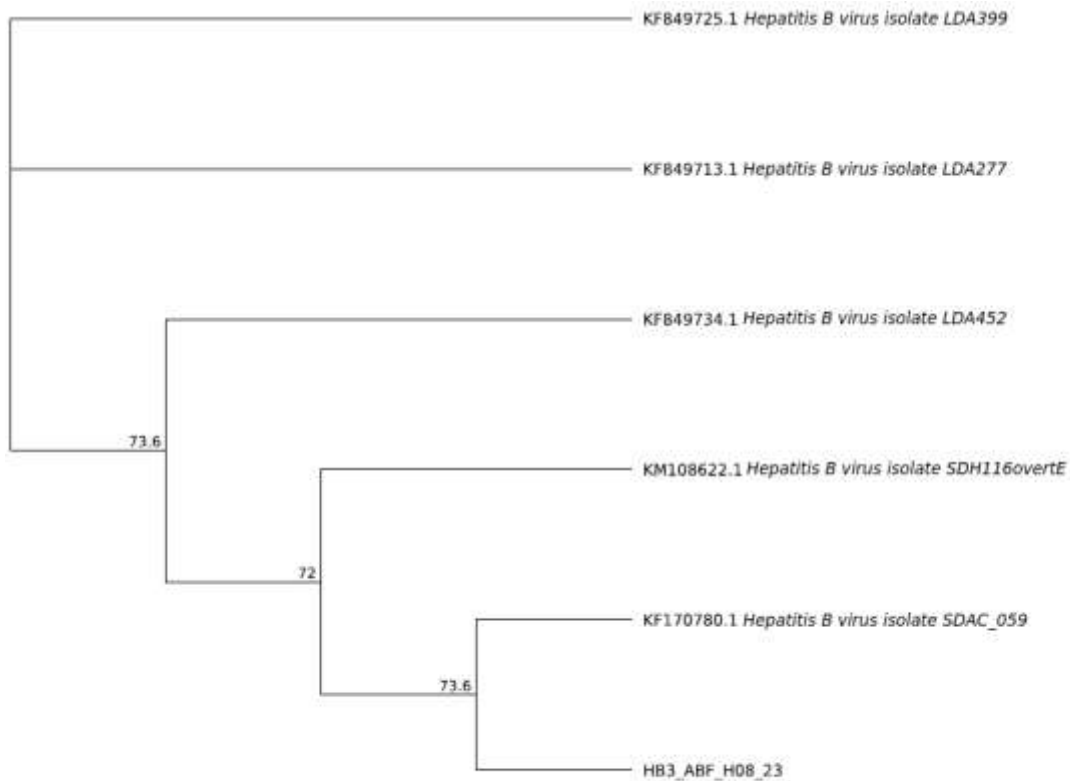 KF849725.1 Hepatitis B virus isolate LDA399
KF849713.1 Hepatitis B virus isolate LDA277
KF849734.1 Hepatitis B virus isolate LDA452
73.6
KM108622.1 Hepatitis B virus isolate SDH116overtE
72
KF170780.1 Hepatitis B virus isolate SDAC_059
73.6
HB3_ABF_H08_23